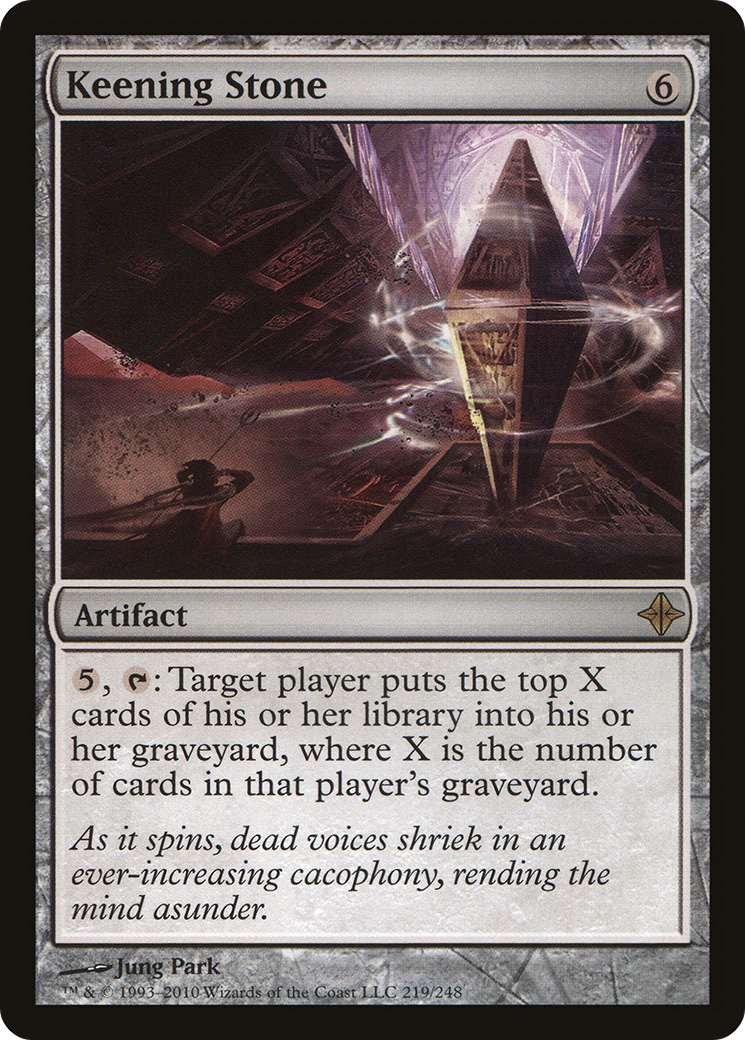 Keening Stone 6
Artifact
5, : Target player puts the top X
cards of his or her library into his or
her graveyard, where X is the number
of cards in that player's graveyard.
As it spins, dead voices shriek in an
ever-increasing cacophony, rending the
mind asunder.
Jung Park
™ & © 1993–2010 Wizards of the Coast LLC 219/248